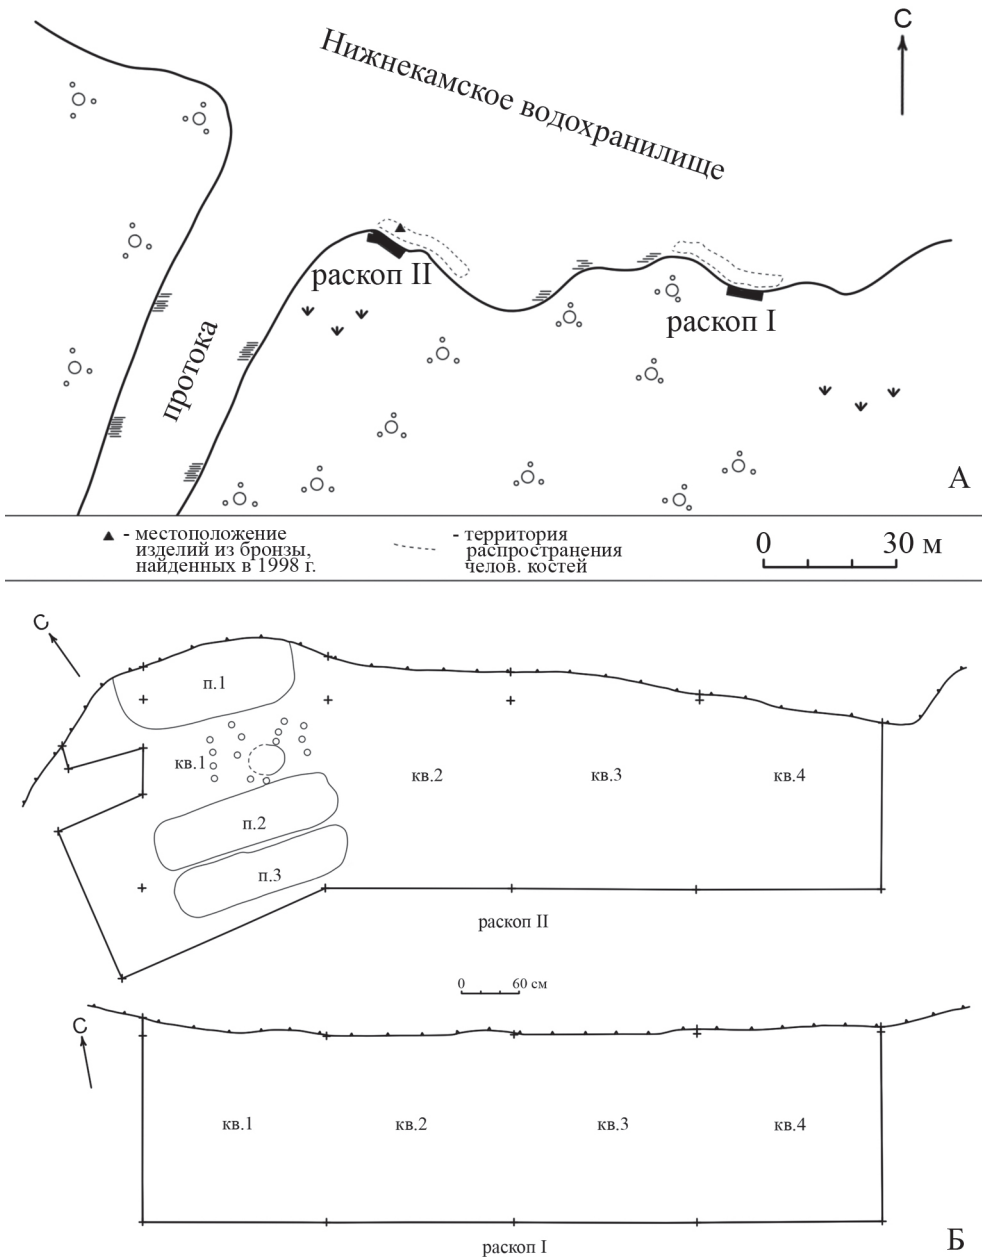 С
Нижнекамское водохранилище
раскоп II
раскоп I
протока
А
- местоположение
изделий из бронзы,
найденных в 1998 г.
- территория
распространения
челов. костей
0 30 м
С
п.1
кв.1
кв.2
кв.3
кв.4
п.2
п.3
раскоп II
0 60 см
С
кв.1
кв.2
кв.3
кв.4
раскоп I
Б